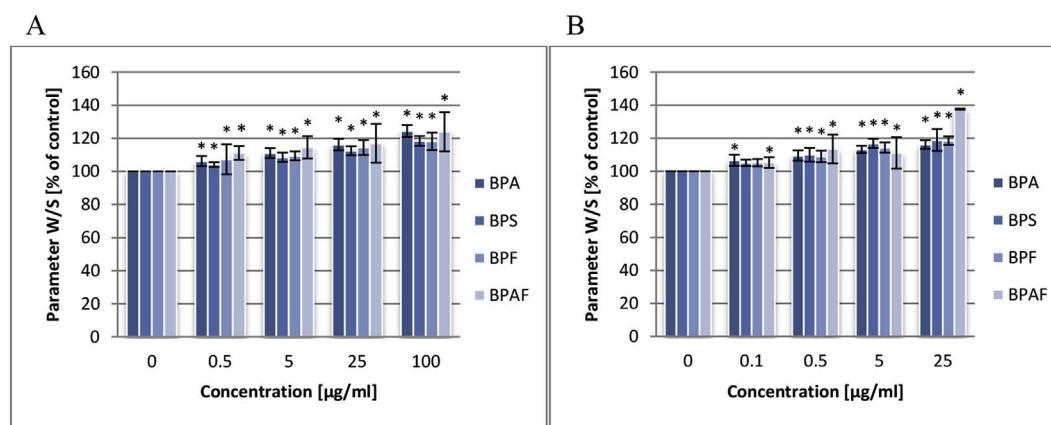 A
Parameter W/S [% of control]
160
140
120
100
80
60
40
20
0
* * * *
* * * *
* * * *
* * * *
0 0.5 5 25 100
Concentration [µg/ml]
BPA
BPS
BPF
BPAF
B
Parameter W/S [% of control]
160
140
120
100
80
60
40
20
0
* *
* * * *
* * * *
* * * *
0 0.1 0.5 5 25
Concentration [µg/ml]
BPA
BPS
BPF
BPAF